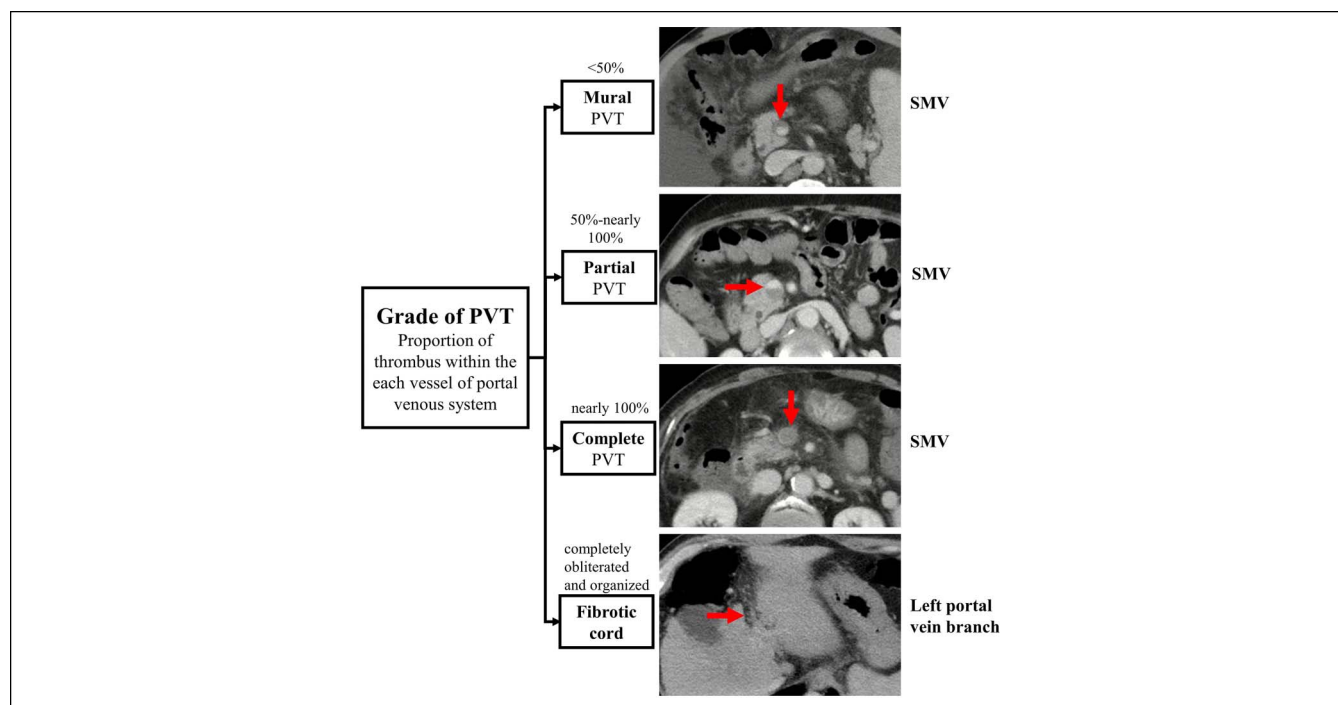 Grade of PVT
Proportion of
thrombus within the
each vessel of portal
venous system
<50%
Mural
PVT
SMV
50%-nearly
100%
Partial
PVT
SMV
nearly 100%
Complete
PVT
SMV
completely
obliterated
and organized
Fibrotic
cord
Left portal
vein branch